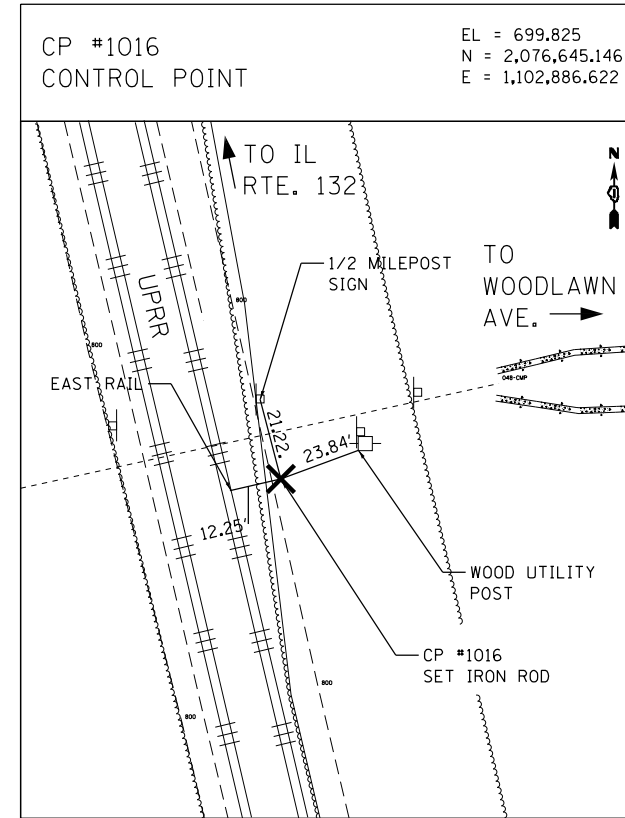 CP #1016
CONTROL POINT
EL = 699.825
N = 2,076,645.146
E = 1,102,886.622
TO IL
RTE. 132
N
1/2 MILEPOST
SIGN
TO
WOODLAWN
AVE.
UPRR
800
800
EAST RAIL
048-CMP
21.22'
23.84'
12.25'
WOOD UTILITY
POST
CP #1016
SET IRON ROD
800
800